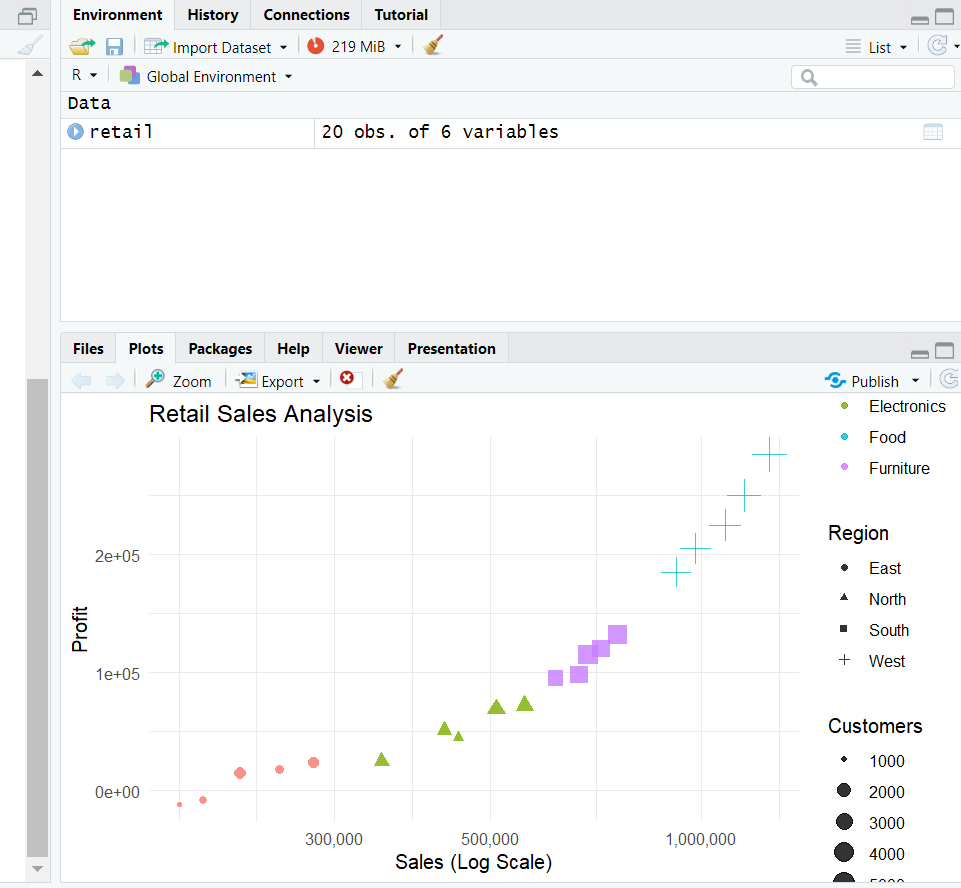 Environment History Connections Tutorial
Import Dataset 219 MiB List
R Global Environment
Data
retail 20 obs. of 6 variables
Files Plots Packages Help Viewer Presentation
Zoom Export Publish
Retail Sales Analysis
2e+05
1e+05
0e+00
Profit
300,000 500,000 1,000,000
Sales (Log Scale)
Electronics
Food
Furniture
Region
East
North
South
West
Customers
1000
2000
3000
4000